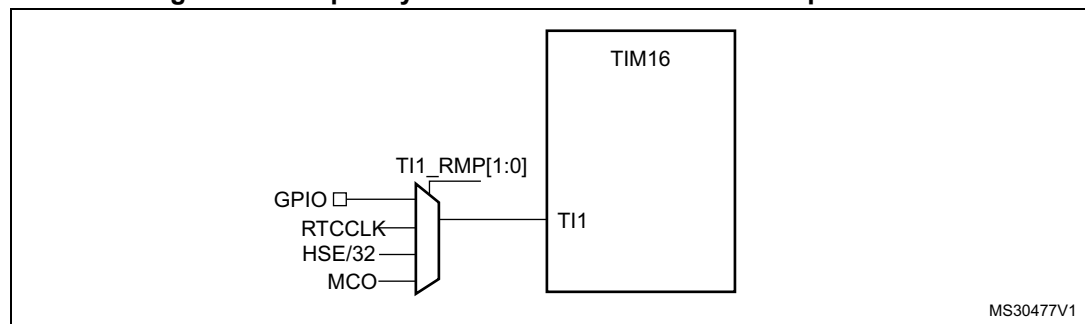 TIM16
TI1_RMP[1:0]
GPIO
RTCCLK
TI1
HSE/32
MCO
MS30477V1